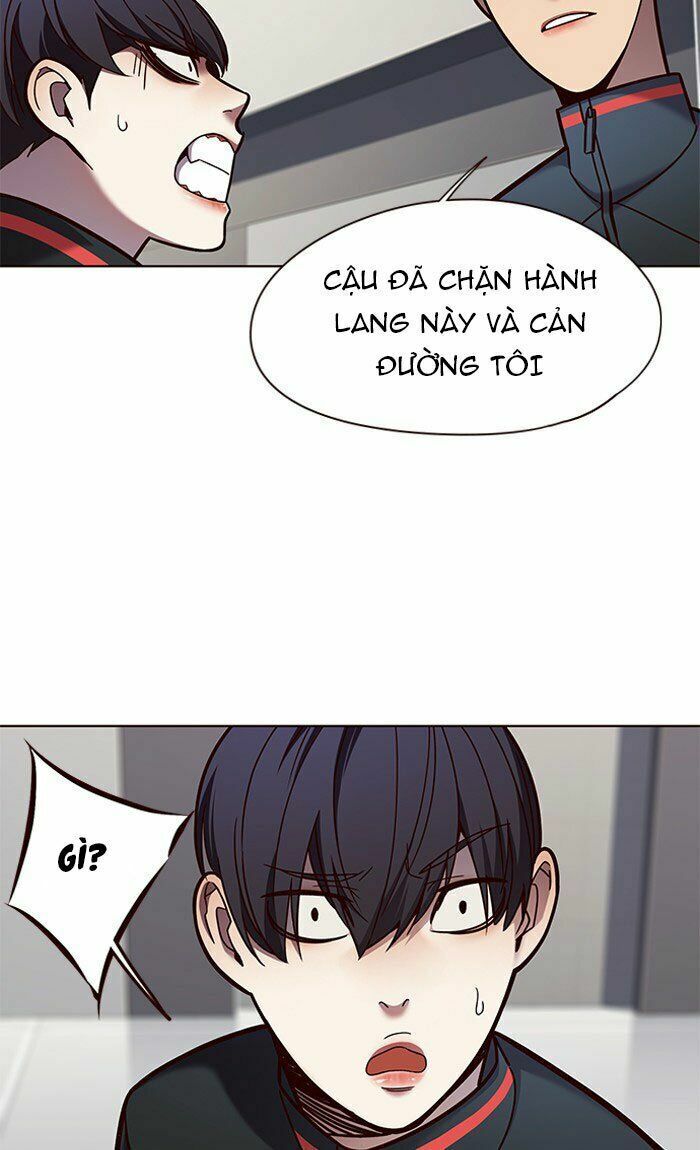 CẬU ĐÃ CHẶN HÀNH
LANG NÀY VÀ CẢN
ĐƯỜNG TÔI
GÌ?